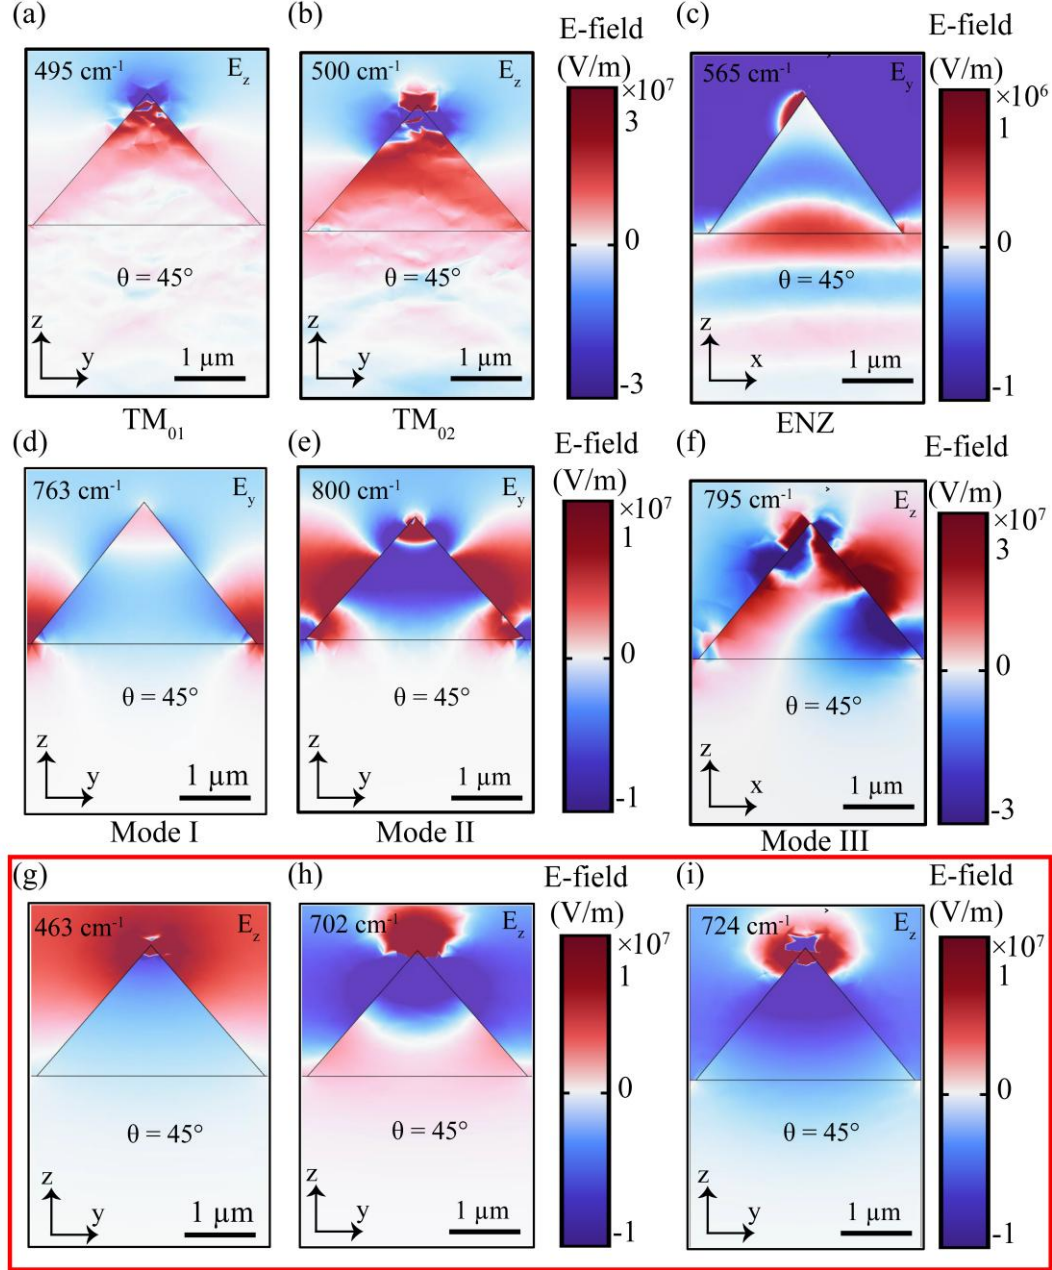 (a)
495 cm⁻¹
E_z
θ = 45°
z
y
1 µm
TM₀₁
(b)
500 cm⁻¹
E_z
θ = 45°
z
y
1 µm
TM₀₂
E-field
(V/m)
×10⁷
3
0
-3
(c)
565 cm⁻¹
E_y
θ = 45°
z
x
1 µm
ENZ
E-field
(V/m)
×10⁶
1
0
-1
(d)
763 cm⁻¹
E_y
θ = 45°
z
y
1 µm
Mode I
(e)
800 cm⁻¹
E_y
θ = 45°
z
y
1 µm
Mode II
E-field
(V/m)
×10⁷
1
0
-1
(f)
795 cm⁻¹
E_z
θ = 45°
z
x
1 µm
Mode III
E-field
(V/m)
×10⁷
3
0
-3
(g)
463 cm⁻¹
E_z
θ = 45°
z
y
1 µm
(h)
702 cm⁻¹
E_z
θ = 45°
z
y
1 µm
E-field
(V/m)
×10⁷
1
0
-1
(i)
724 cm⁻¹
E_z
θ = 45°
z
y
1 µm
E-field
(V/m)
×10⁷
1
0
-1